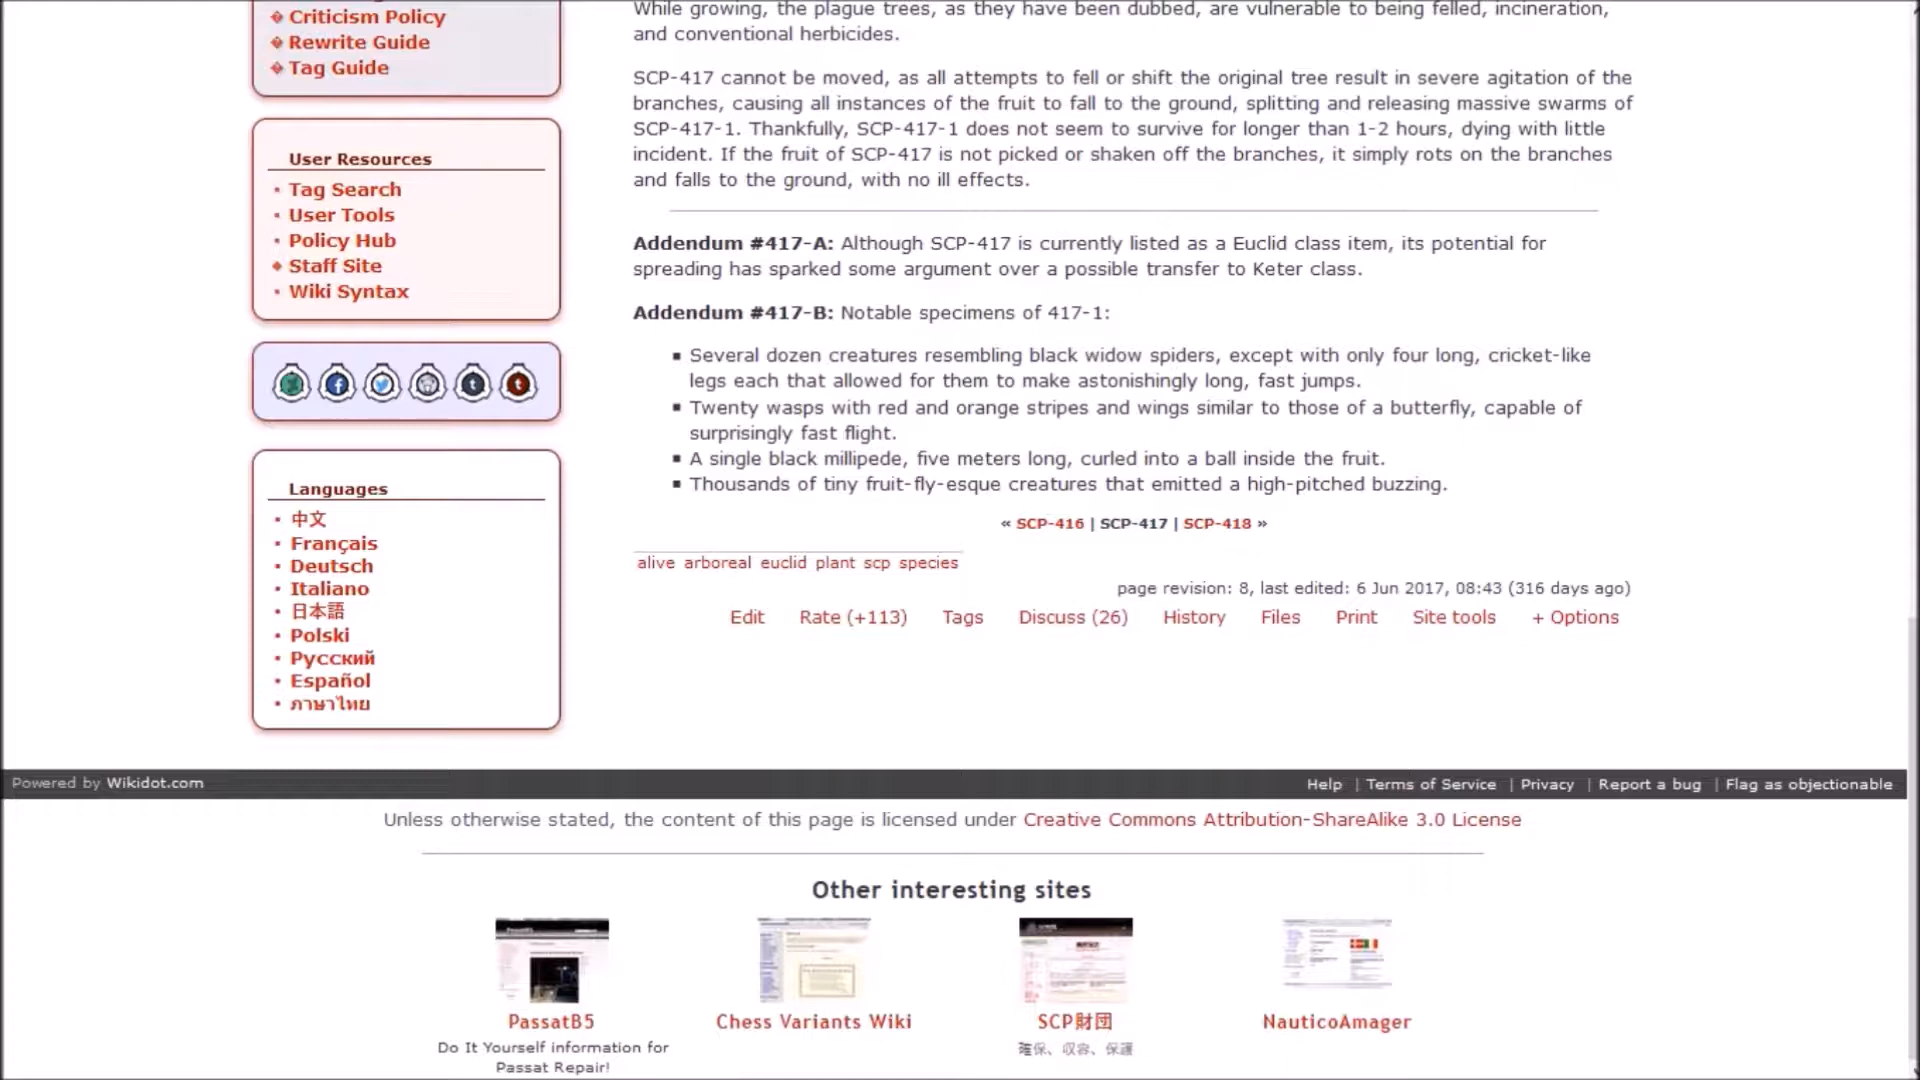 Criticism Policy
Rewrite Guide
Tag Guide
User Resources
Tag Search
User Tools
Policy Hub
Staff Site
Wiki Syntax
Languages
中文
Français
Deutsch
Italiano
日本語
Polski
Русский
Español
ภาษาไทย
While growing, the plague trees, as they have been dubbed, are vulnerable to being felled, incineration,
and conventional herbicides.
SCP-417 cannot be moved, as all attempts to fell or shift the original tree result in severe agitation of the
branches, causing all instances of the fruit to fall to the ground, splitting and releasing massive swarms of
SCP-417-1. Thankfully, SCP-417-1 does not seem to survive for longer than 1-2 hours, dying with little
incident. If the fruit of SCP-417 is not picked or shaken off the branches, it simply rots on the branches
and falls to the ground, with no ill effects.
Addendum #417-A: Although SCP-417 is currently listed as a Euclid class item, its potential for
spreading has sparked some argument over a possible transfer to Keter class.
Addendum #417-B: Notable specimens of 417-1:
Several dozen creatures resembling black widow spiders, except with only four long, cricket-like
legs each that allowed for them to make astonishingly long, fast jumps.
Twenty wasps with red and orange stripes and wings similar to those of a butterfly, capable of
surprisingly fast flight.
A single black millipede, five meters long, curled into a ball inside the fruit.
Thousands of tiny fruit-fly-esque creatures that emitted a high-pitched buzzing.
« SCP-416 | SCP-417 | SCP-418 »
alive arboreal euclid plant scp species
page revision: 8, last edited: 6 Jun 2017, 08:43 (316 days ago)
Edit Rate (+113) Tags Discuss (26) History Files Print Site tools + Options
Powered by Wikidot.com Help | Terms of Service | Privacy | Report a bug | Flag as objectionable
Unless otherwise stated, the content of this page is licensed under Creative Commons Attribution-ShareAlike 3.0 License
Other interesting sites
PassatB5 Chess Variants Wiki SCP財団 NauticoAmager
Do It Yourself information for 確保、収容、保護
Passat Repair!